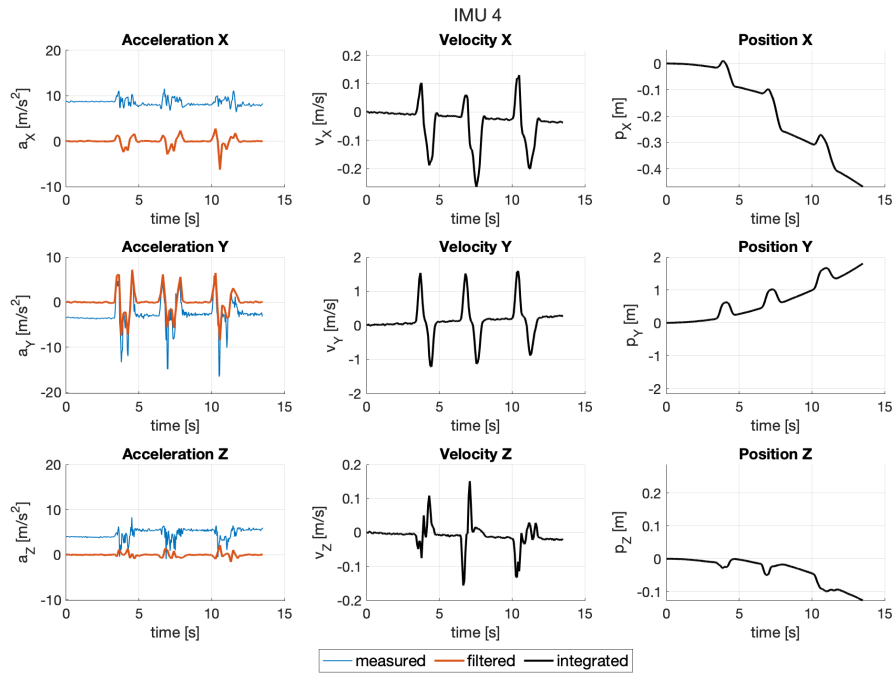 IMU 4
Acceleration X
Velocity X
Position X
20
10
0
-10
a_X [m/s²]
0 5 10 15
time [s]
0.2
0.1
0
-0.1
-0.2
v_X [m/s]
0 5 10 15
time [s]
0
-0.1
-0.2
-0.3
-0.4
p_X [m]
0 5 10 15
time [s]
Acceleration Y
Velocity Y
Position Y
10
0
-10
-20
a_Y [m/s²]
0 5 10 15
time [s]
2
1
0
-1
-2
v_Y [m/s]
0 5 10 15
time [s]
2
1
0
-1
-2
p_Y [m]
0 5 10 15
time [s]
Acceleration Z
Velocity Z
Position Z
20
10
0
-10
a_Z [m/s²]
0 5 10 15
time [s]
0.2
0.1
0
-0.1
-0.2
v_Z [m/s]
0 5 10 15
time [s]
0.2
0.1
0
-0.1
p_Z [m]
0 5 10 15
time [s]
measured filtered integrated